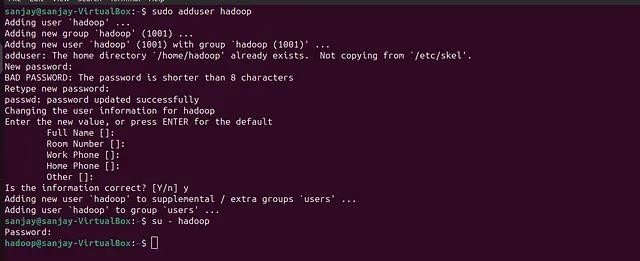 sanjay@sanjay-VirtualBox:~$ sudo adduser hadoop
Adding user `hadoop' ...
Adding new group `hadoop' (1001) ...
Adding new user `hadoop' (1001) with group `hadoop (1001)' ...
adduser: The home directory `/home/hadoop' already exists.  Not copying from `/etc/skel'.
New password:
BAD PASSWORD: The password is shorter than 8 characters
Retype new password:
passwd: password updated successfully
Changing the user information for hadoop
Enter the new value, or press ENTER for the default
        Full Name []:
        Room Number []:
        Work Phone []:
        Home Phone []:
        Other []:
Is the information correct? [Y/n] y
Adding new user `hadoop' to supplemental / extra groups `users' ...
Adding user `hadoop' to group `users' ...
sanjay@sanjay-VirtualBox:~$ su - hadoop
Password:
hadoop@sanjay-VirtualBox:~$